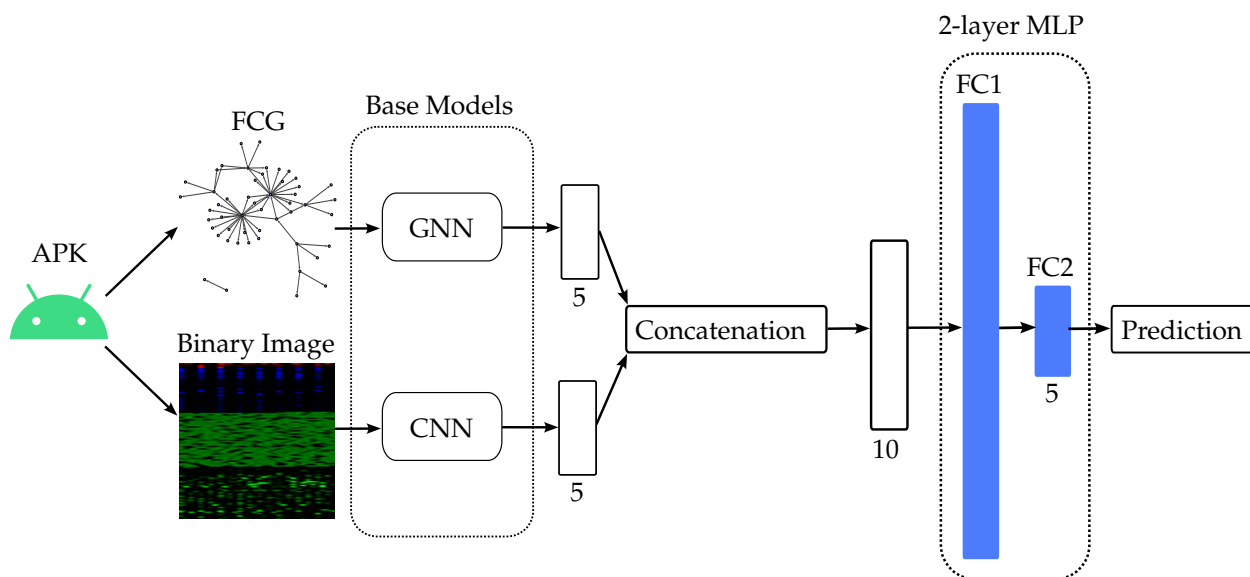 2-layer MLP
FC1
Base Models
FCG
GNN
APK
5
FC2
Concatenation
Prediction
Binary Image
CNN
5
10
5